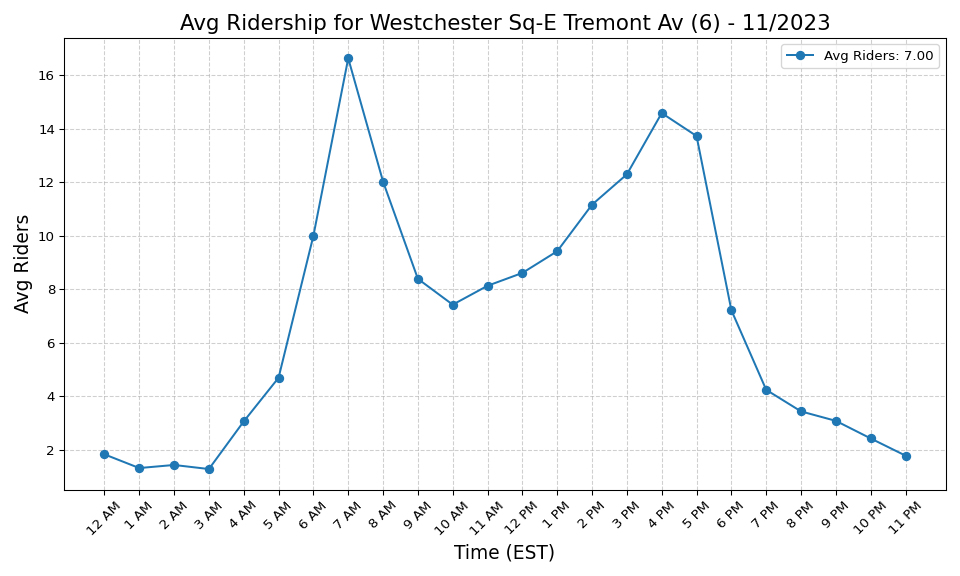 Avg Ridership for Westchester Sq-E Tremont Av (6) - 11/2023
Avg Riders: 7.00
Avg Riders
16
14
12
10
8
6
4
2
12 AM
1 AM
2 AM
3 AM
4 AM
5 AM
6 AM
7 AM
8 AM
9 AM
10 AM
11 AM
12 PM
1 PM
2 PM
3 PM
4 PM
5 PM
6 PM
7 PM
8 PM
9 PM
10 PM
11 PM
Time (EST)